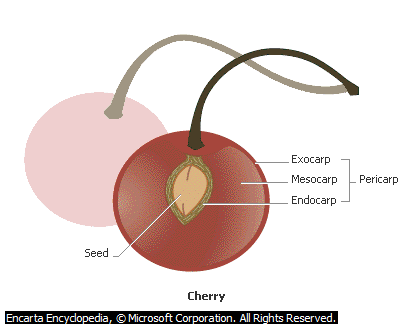 Exocarp
Mesocarp
Pericarp
Endocarp
Seed
Cherry
Encarta Encyclopedia, © Microsoft Corporation. All Rights Reserved.